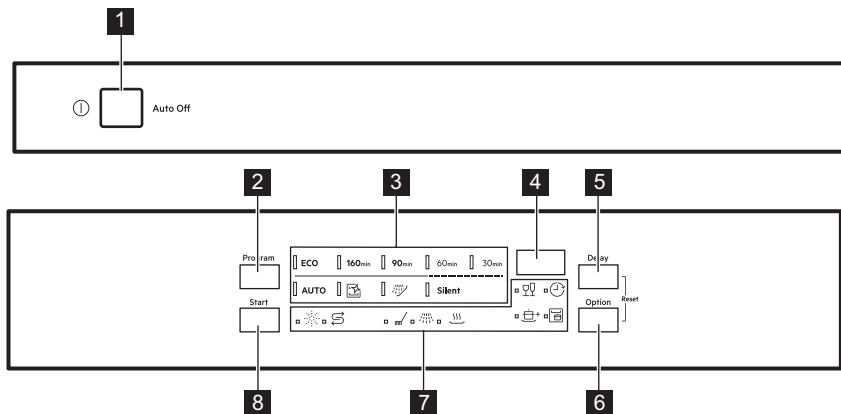 1
Auto Off
2 3 4 5
Program
ECO 160min 90min 60min 30min
Delay
AUTO Silent
Start
Option
Reset
8 7 6